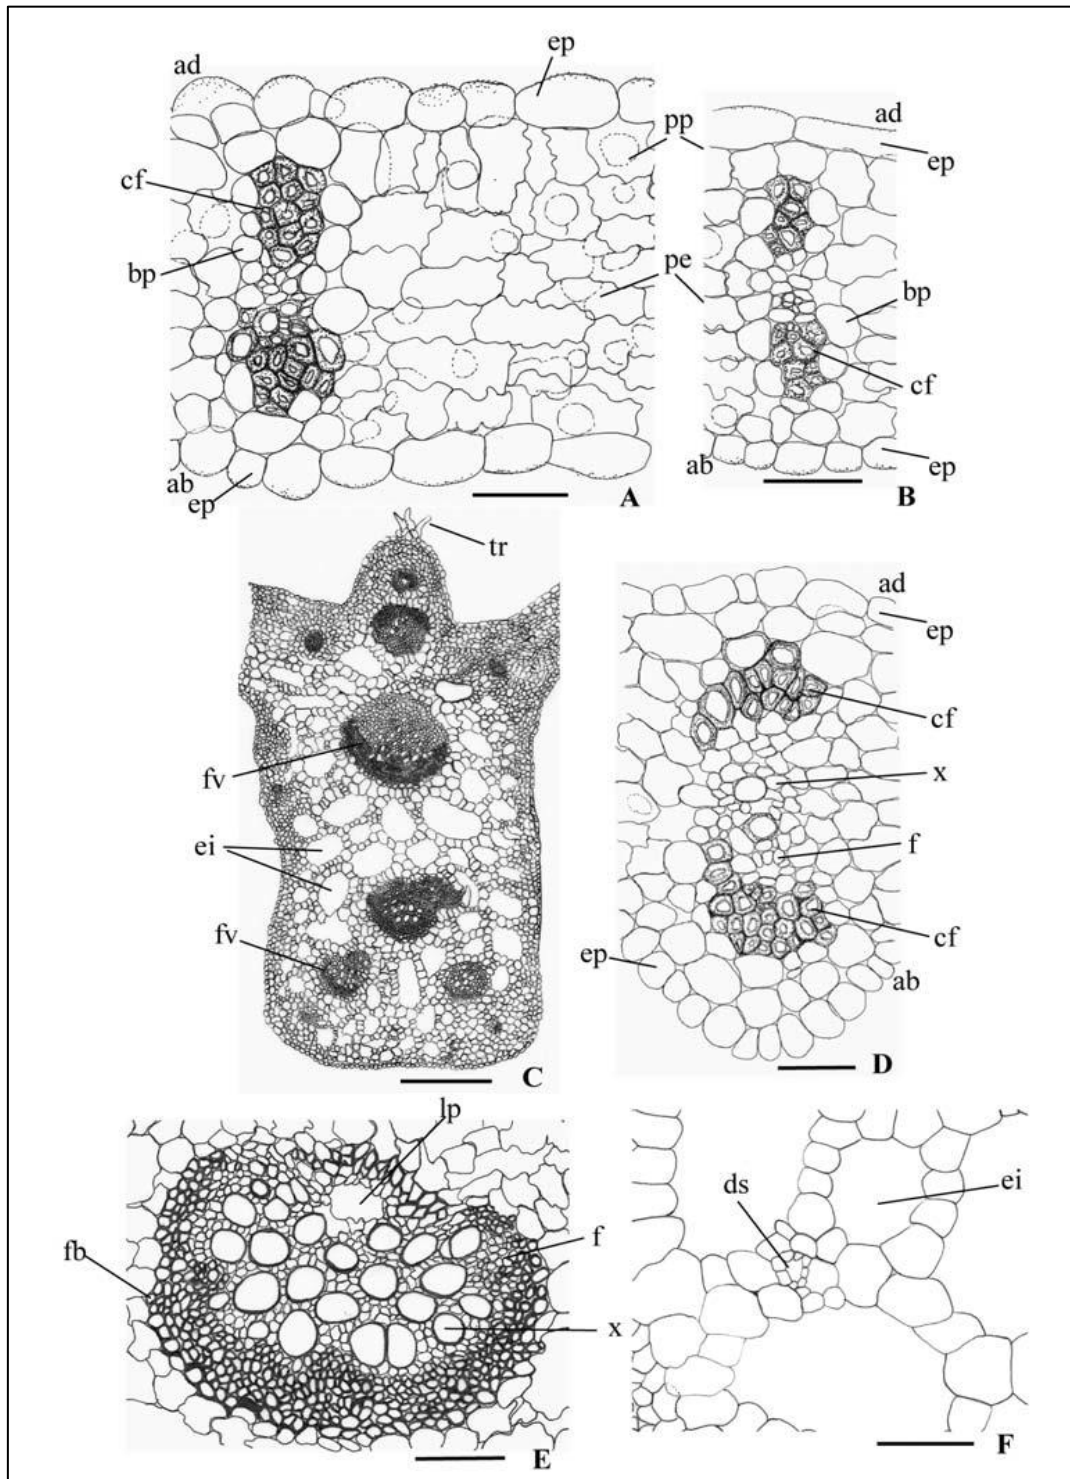 ad ep
pp ad
ep
cf
bp pe bp
cf
ab ep A ab ep B
tr ad
ep
cf
fv x
ei f
fv cf
ep ab
C D
lp
ds ei
fb f
x
E F